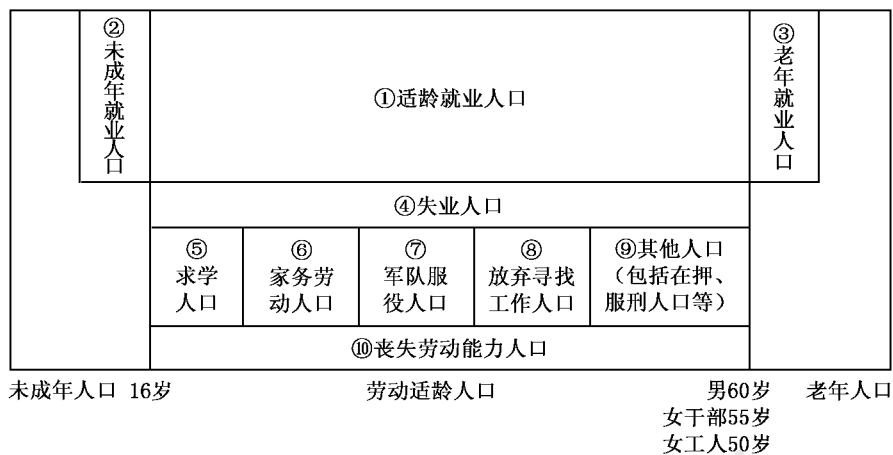 ②未成年就业人口
①适龄就业人口
③老年就业人口
④失业人口
⑤
求学
人口
⑥
家务劳
动人口
⑦
军队服
役人口
⑧
放弃寻找
工作人口
⑨其他人口
（包括在押、
服刑人口等）
⑩丧失劳动能力人口
未成年人口 16岁 劳动适龄人口 男60岁 老年人口
女干部55岁
女工人50岁